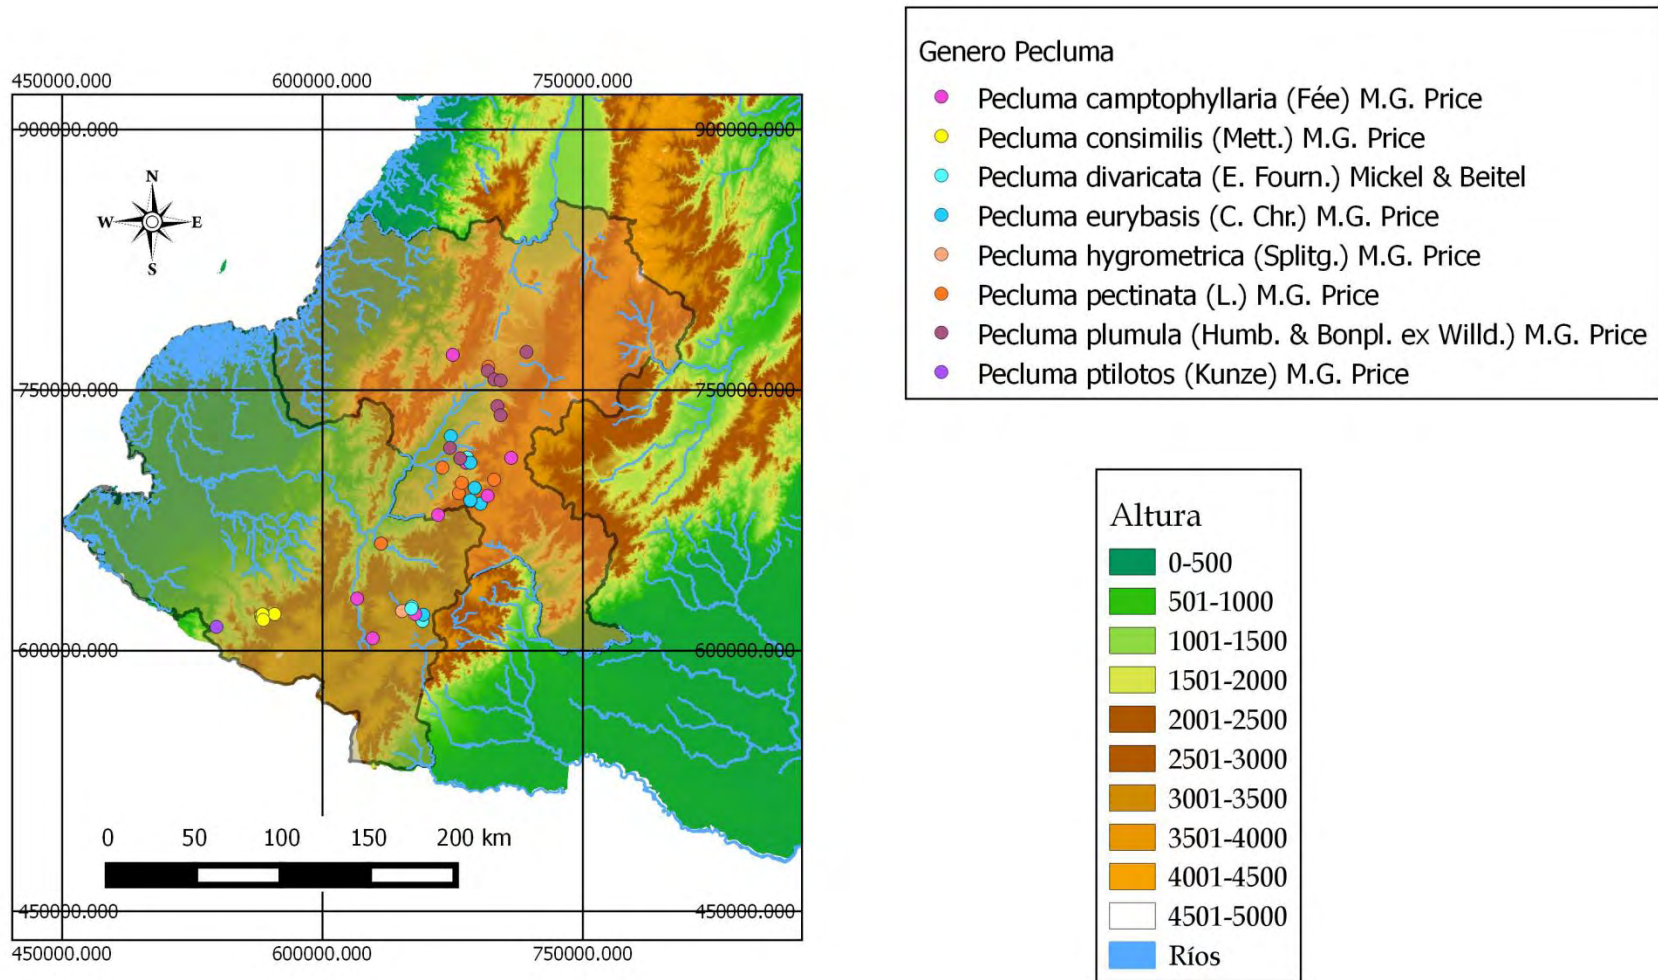 450000.000 600000.000 750000.000
900000.000 900000.000
N
W E
S
750000.000 750000.000
600000.000 600000.000
0 50 100 150 200 km
450000.000 450000.000
450000.000 600000.000 750000.000
Genero Pecluma
Pecluma camptophyllaria (Fée) M.G. Price
Pecluma consimilis (Mett.) M.G. Price
Pecluma divaricata (E. Fourn.) Mickel & Beitel
Pecluma eurybasis (C. Chr.) M.G. Price
Pecluma hygrometrica (Splitg.) M.G. Price
Pecluma pectinata (L.) M.G. Price
Pecluma plumula (Humb. & Bonpl. ex Willd.) M.G. Price
Pecluma ptilotos (Kunze) M.G. Price
Altura
0-500
501-1000
1001-1500
1501-2000
2001-2500
2501-3000
3001-3500
3501-4000
4001-4500
4501-5000
Ríos